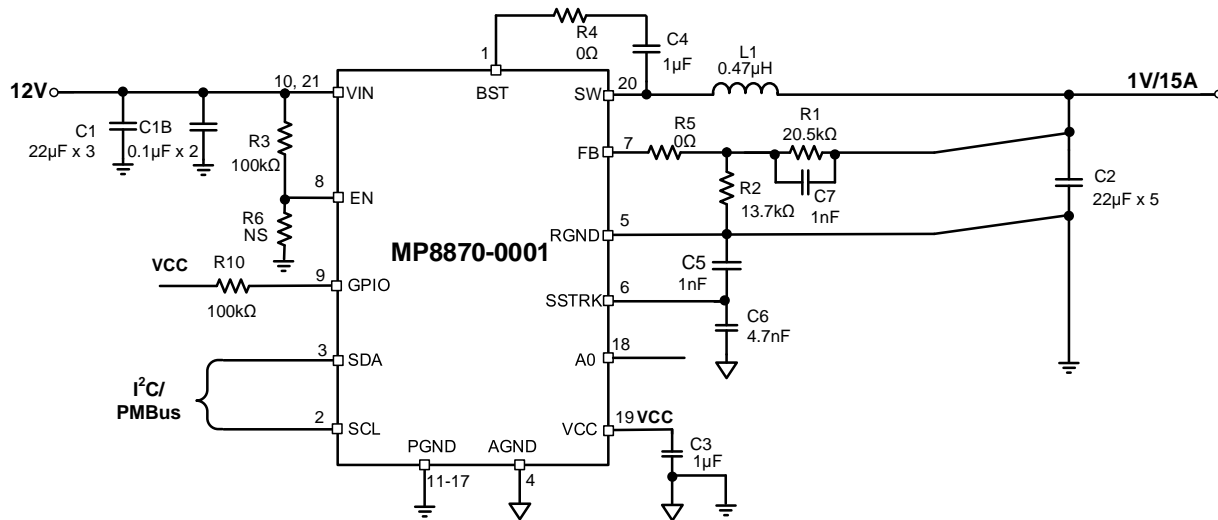 R4
0Ω
C4
1µF
L1
0.47µH
1
BST
12V
10, 21
VIN
SW
20
1V/15A
C1
22µF x 3
C1B
0.1µF x 2
R3
100kΩ
FB
7
R5
0Ω
R1
20.5kΩ
C7
1nF
R2
13.7kΩ
C2
22µF x 5
8
EN
R6
NS
RGND
5
MP8870-0001
VCC
R10
100kΩ
9
GPIO
C5
1nF
SSTRK
6
C6
4.7nF
3
SDA
A0
18
I²C/
PMBus
2
SCL
VCC
19
VCC
C3
1µF
PGND
AGND
11-17
4